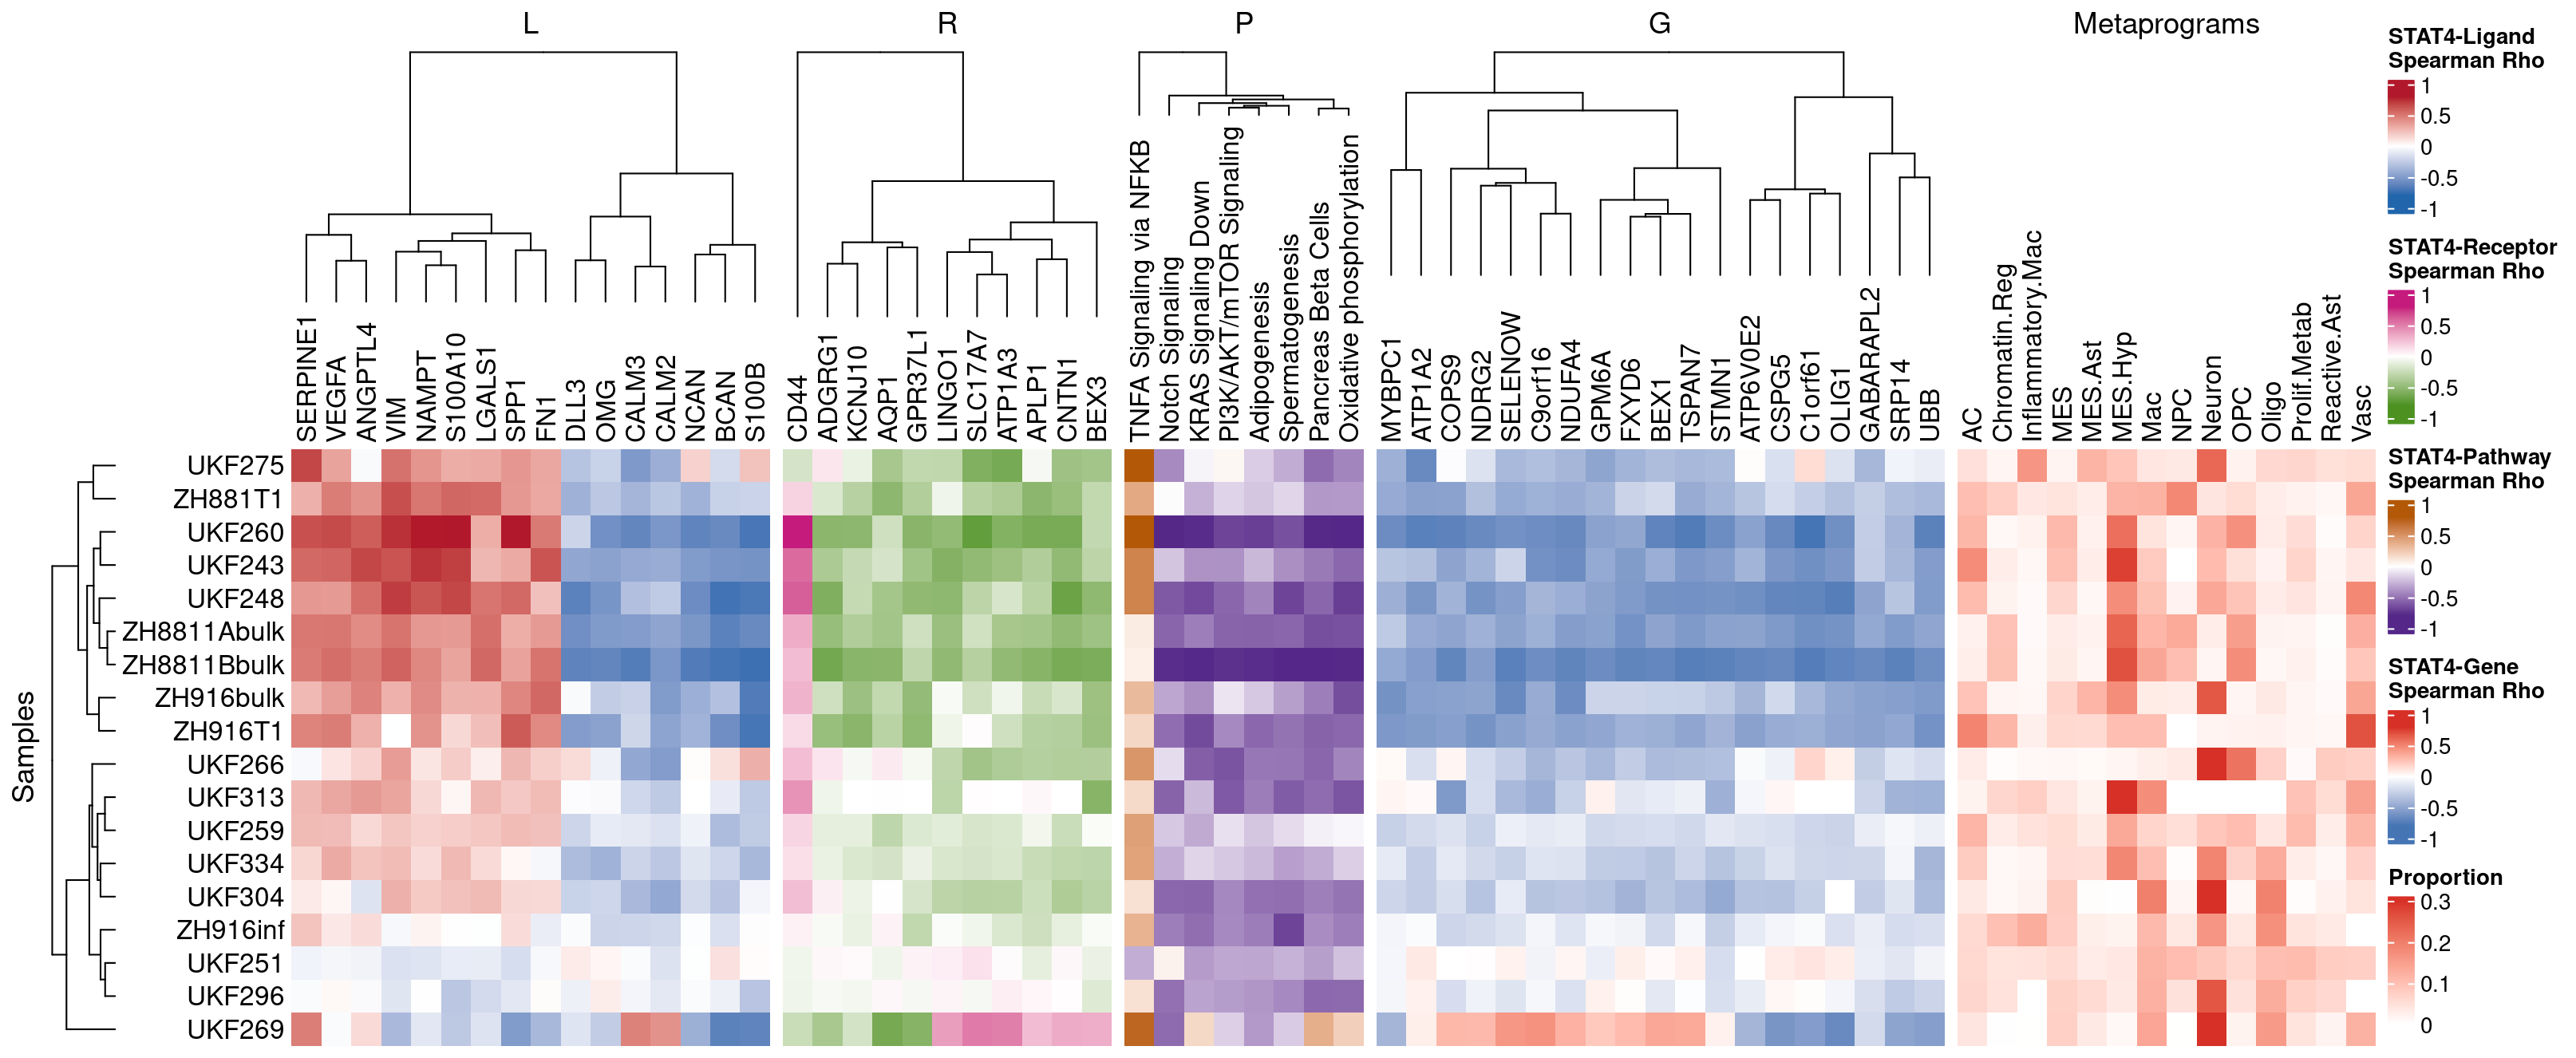 L
R
P
G
Metaprograms
SERPINE1
VEGFA
ANGPTL4
VIM
NAMPT
S100A10
LGALS1
SPP1
FN1
DLL3
OMG
CALM3
CALM2
NCAN
BCAN
S100B
CD44
ADGRG1
KCNJ10
AQP1
GPR37L1
LINGO1
SLC17A7
ATP1A3
APLP1
CNTN1
BEX3
TNFA Signaling via NFKB
Notch Signaling
KRAS Signaling Down
PI3K/AKT/mTOR Signaling
Adipogenesis
Spermatogenesis
Pancreas Beta Cells
Oxidative phosphorylation
MYBPC1
ATP1A2
COPS9
NDRG2
SELENOW
C9orf16
NDUFA4
GPM6A
FXYD6
BEX1
TSPAN7
STMN1
ATP6V0E2
CSPG5
C1orf61
OLIG1
GABARAPL2
SRP14
UBB
AC
Chromatin.Reg
Inflammatory.Mac
MES
MES.Ast
MES.Hyp
Mac
NPC
Neuron
OPC
Oligo
Prolif.Metab
Reactive.Ast
Vasc
Samples
UKF275
ZH881T1
UKF260
UKF243
UKF248
ZH8811Abulk
ZH8811Bbulk
ZH916bulk
ZH916T1
UKF266
UKF313
UKF259
UKF334
UKF304
ZH916inf
UKF251
UKF296
UKF269
STAT4-Ligand
Spearman Rho
1
0.5
0
-0.5
-1
STAT4-Receptor
Spearman Rho
1
0.5
0
-0.5
-1
STAT4-Pathway
Spearman Rho
1
0.5
0
-0.5
-1
STAT4-Gene
Spearman Rho
1
0.5
0
-0.5
-1
Proportion
0.3
0.2
0.1
0